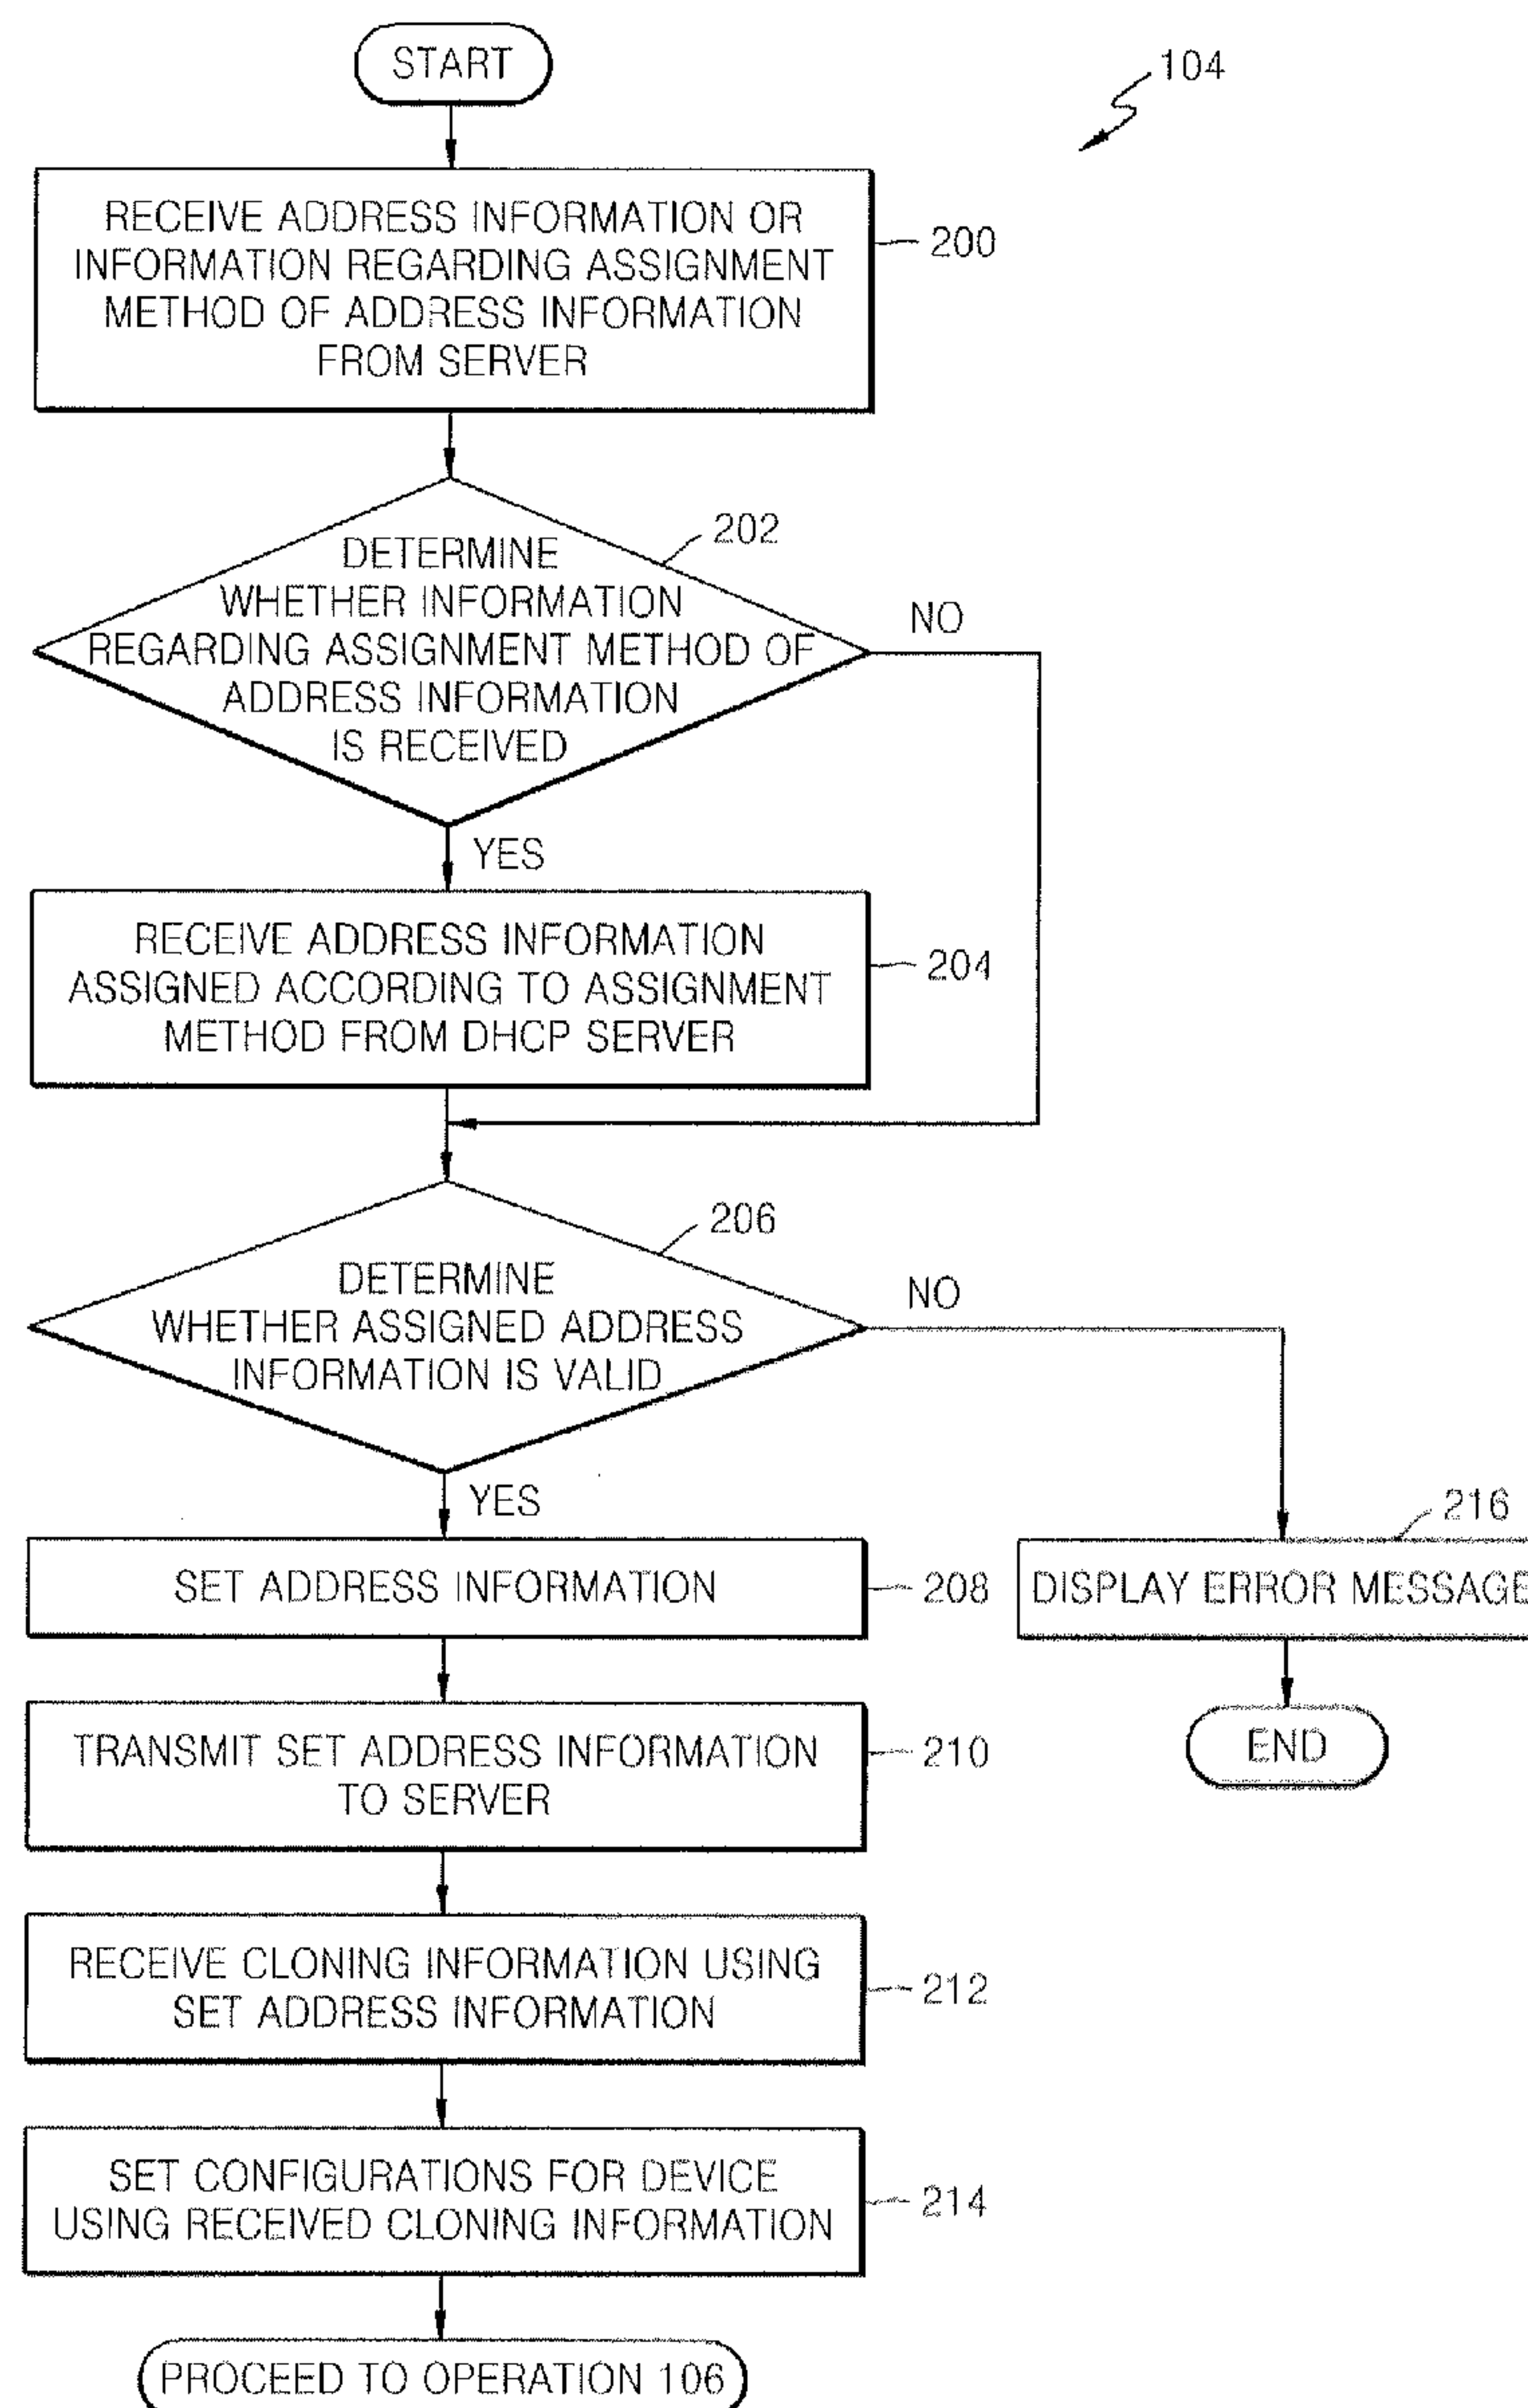 START
104
RECEIVE ADDRESS INFORMATION OR
INFORMATION REGARDING ASSIGNMENT
METHOD OF ADDRESS INFORMATION
FROM SERVER
200
202
DETERMINE
WHETHER INFORMATION
REGARDING ASSIGNMENT METHOD OF
ADDRESS INFORMATION
IS RECEIVED
NO
YES
RECEIVE ADDRESS INFORMATION
ASSIGNED ACCORDING TO ASSIGNMENT
METHOD FROM DHCP SERVER
204
206
DETERMINE
WHETHER ASSIGNED ADDRESS
INFORMATION IS VALID
NO
YES
SET ADDRESS INFORMATION
208
216
DISPLAY ERROR MESSAGE
TRANSMIT SET ADDRESS INFORMATION
TO SERVER
210
END
RECEIVE CLONING INFORMATION USING
SET ADDRESS INFORMATION
212
SET CONFIGURATIONS FOR DEVICE
USING RECEIVED CLONING INFORMATION
214
PROCEED TO OPERATION 106